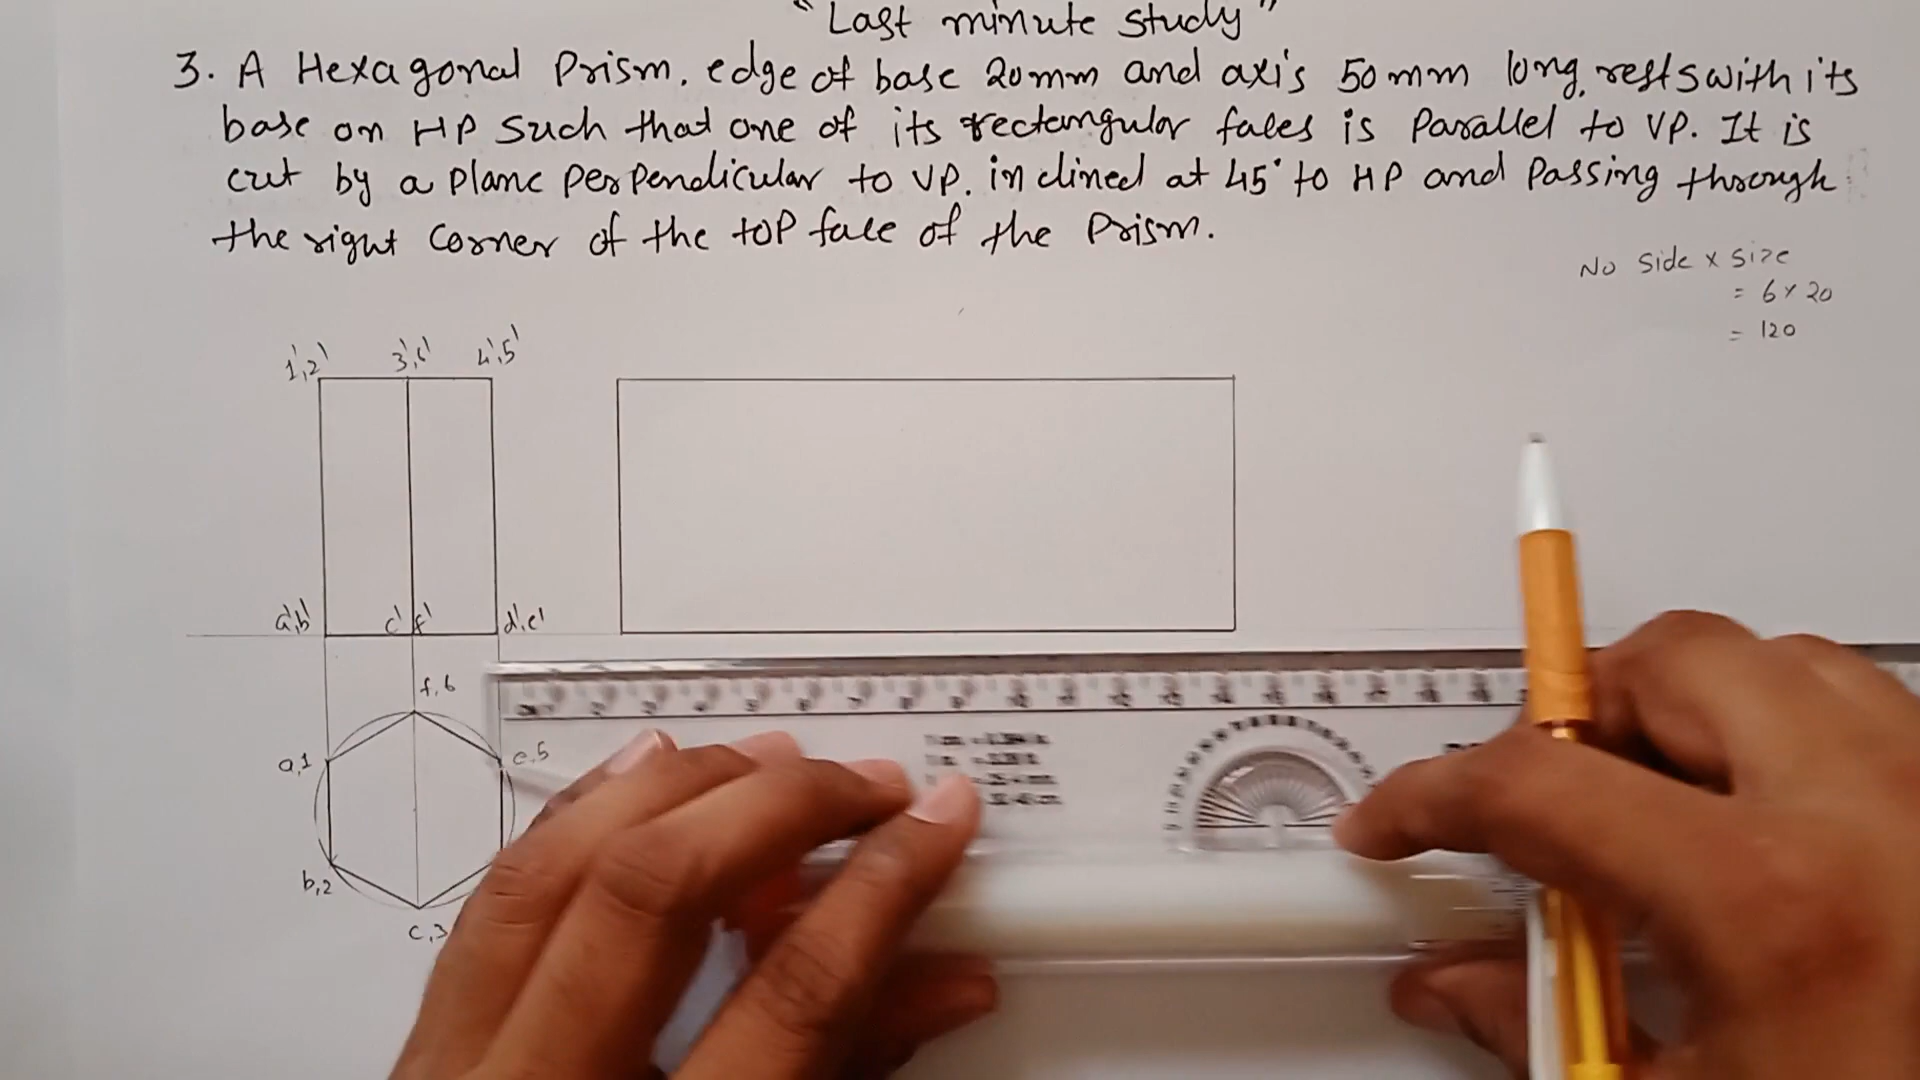 "Last minute Study"
3. A Hexagonal Prism. edge of base 20mm and axis 50mm long, rests with its
base on HP Such that one of its rectangular faces is Parallel to VP. It is
cut by a plane perpendicular to VP. inclined at 45° to HP and Passing through
the right Corner of the top face of the Prism.
No Side x Size
= 6 x 20
= 120
1',2' 3',6' 4',5'
a',b' c' f' d',e'
f,6
a,1 e,5
b,2
c,3